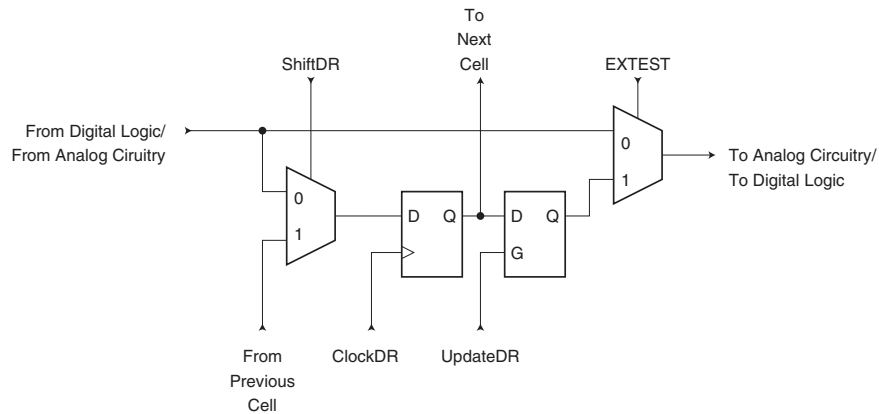 To
Next
Cell
ShiftDR
EXTEST
From Digital Logic/
From Analog Ciruitry
0
1
To Analog Circuitry/
To Digital Logic
0
1
D Q
G
D Q
From
Previous
Cell
ClockDR
UpdateDR